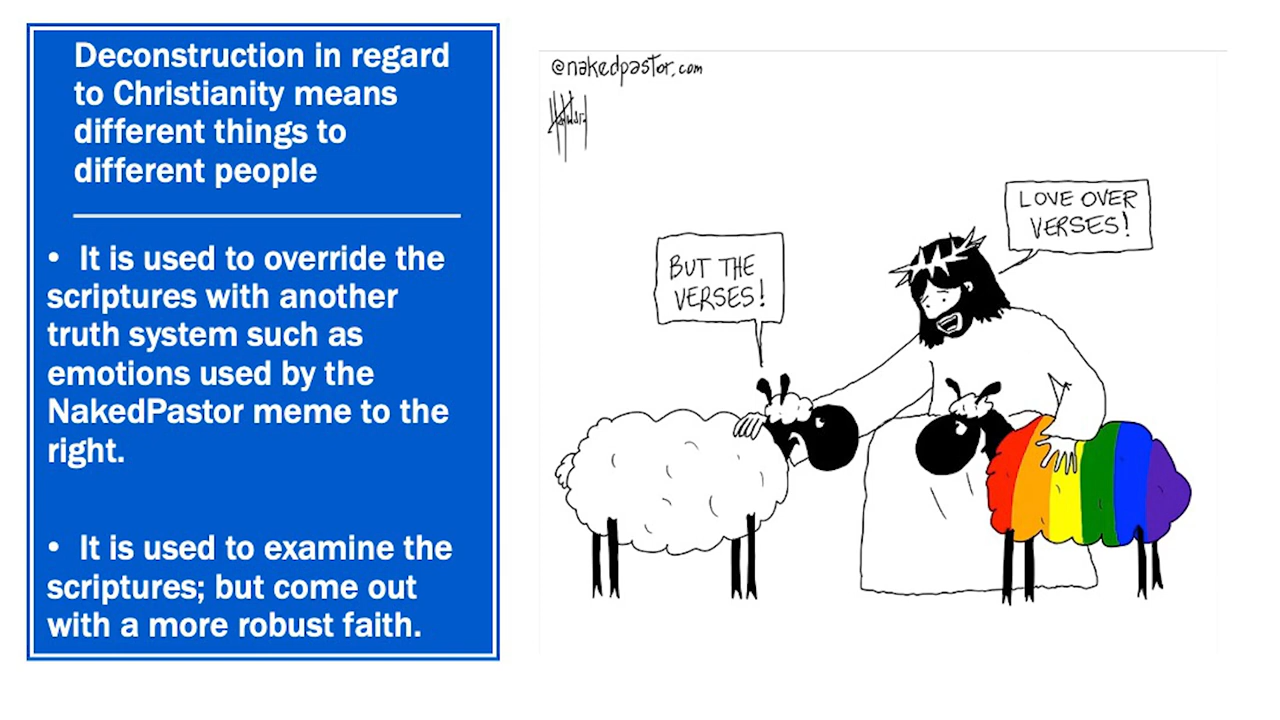 Deconstruction in regard
to Christianity means
different things to
different people
• It is used to override the
scriptures with another
truth system such as
emotions used by the
NakedPastor meme to the
right.
• It is used to examine the
scriptures; but come out
with a more robust faith.
@nakedpastor.com
LOVE OVER
VERSES!
BUT THE
VERSES!